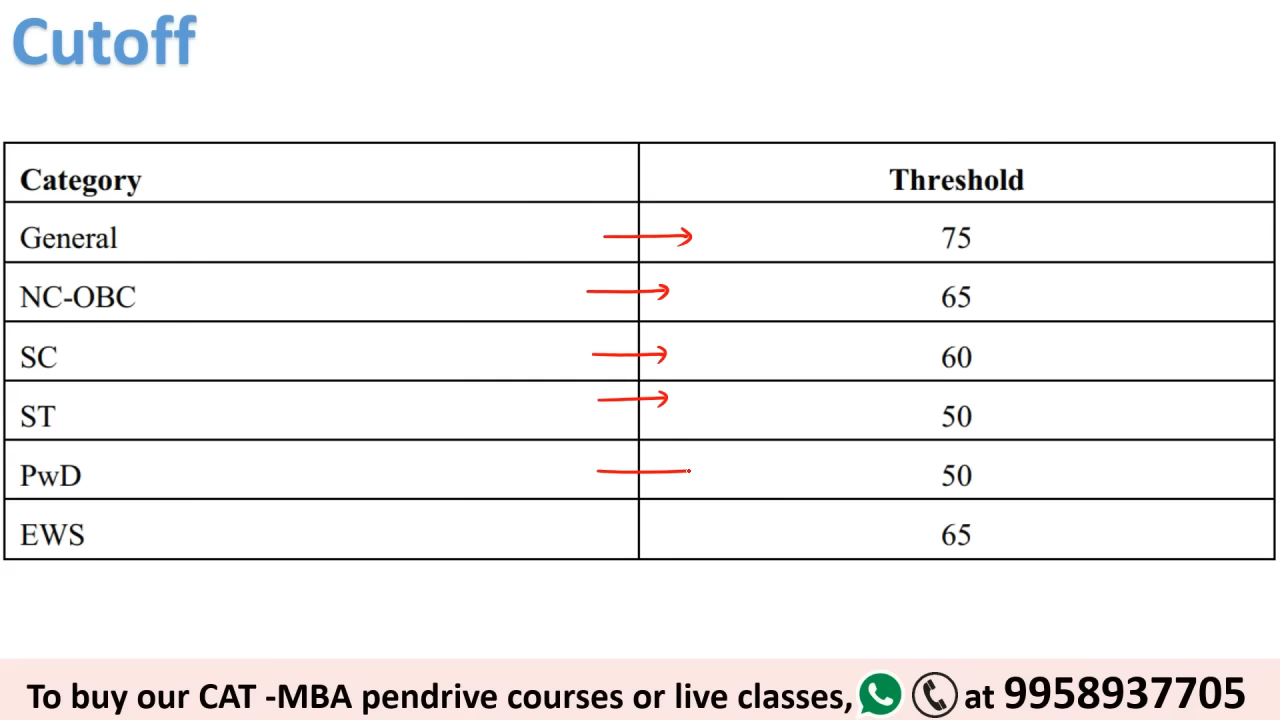 Cutoff
Category Threshold
General 75
NC-OBC 65
SC 60
ST 50
PwD 50
EWS 65
To buy our CAT -MBA pendrive courses or live classes, at 9958937705